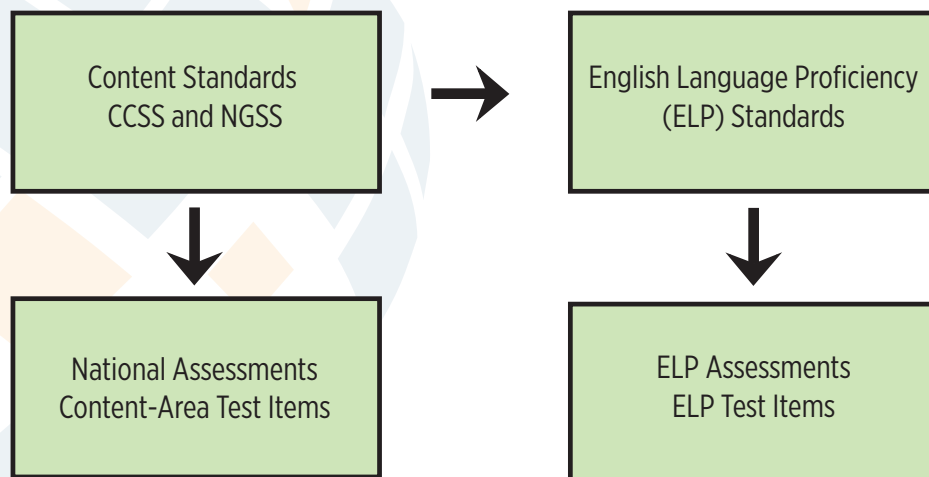 Content Standards
CCSS and NGSS
English Language Proficiency
(ELP) Standards
National Assessments
Content-Area Test Items
ELP Assessments
ELP Test Items